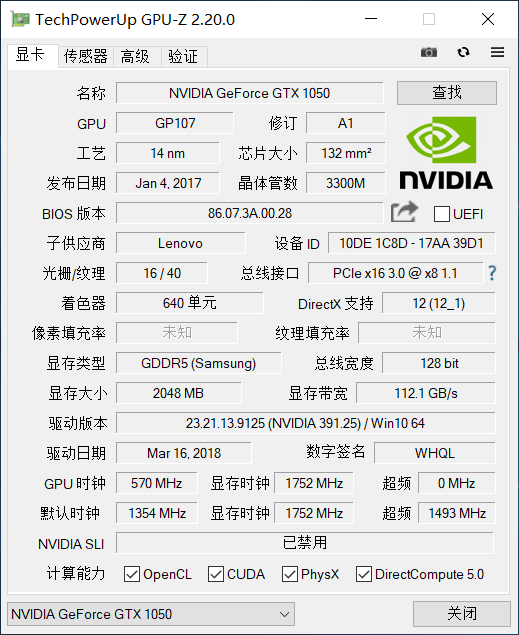 TechPowerUp GPU-Z 2.20.0
显卡 传感器 高级 验证
名称 NVIDIA GeForce GTX 1050 查找
GPU GP107 修订 A1
工艺 14 nm 芯片大小 132 mm²
发布日期 Jan 4, 2017 晶体管数 3300M
NVIDIA
BIOS 版本 86.07.3A.00.28 UEFI
子供应商 Lenovo 设备 ID 10DE 1C8D - 17AA 39D1
光栅/纹理 16 / 40 总线接口 PCIe x16 3.0 @ x8 1.1 ?
着色器 640 单元 DirectX 支持 12 (12_1)
像素填充率 未知 纹理填充率 未知
显存类型 GDDR5 (Samsung) 总线宽度 128 bit
显存大小 2048 MB 显存带宽 112.1 GB/s
驱动版本 23.21.13.9125 (NVIDIA 391.25) / Win10 64
驱动日期 Mar 16, 2018 数字签名 WHQL
GPU 时钟 570 MHz 显存时钟 1752 MHz 超频 0 MHz
默认时钟 1354 MHz 显存时钟 1752 MHz 超频 1493 MHz
NVIDIA SLI 已禁用
计算能力 OpenCL CUDA PhysX DirectCompute 5.0
NVIDIA GeForce GTX 1050 关闭